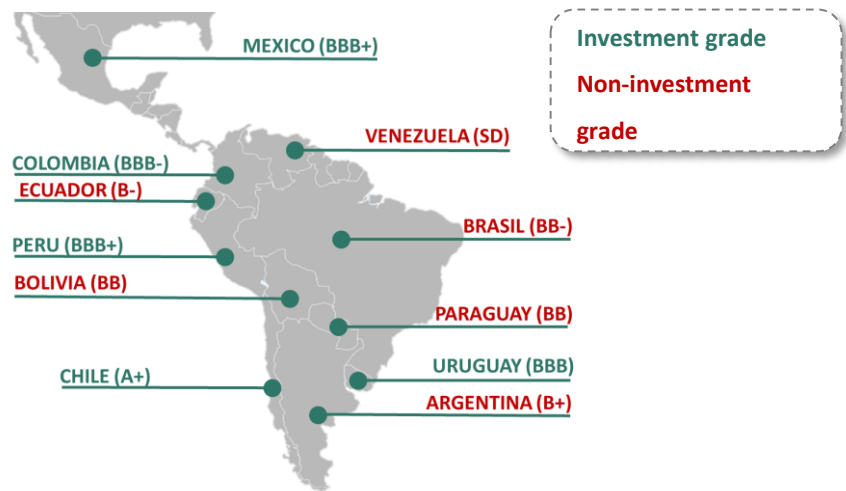 MEXICO (BBB+)
Investment grade
Non-investment
grade
VENEZUELA (SD)
COLOMBIA (BBB-)
ECUADOR (B-)
BRASIL (BB-)
PERU (BBB+)
BOLIVIA (BB)
PARAGUAY (BB)
URUGUAY (BBB)
CHILE (A+)
ARGENTINA (B+)